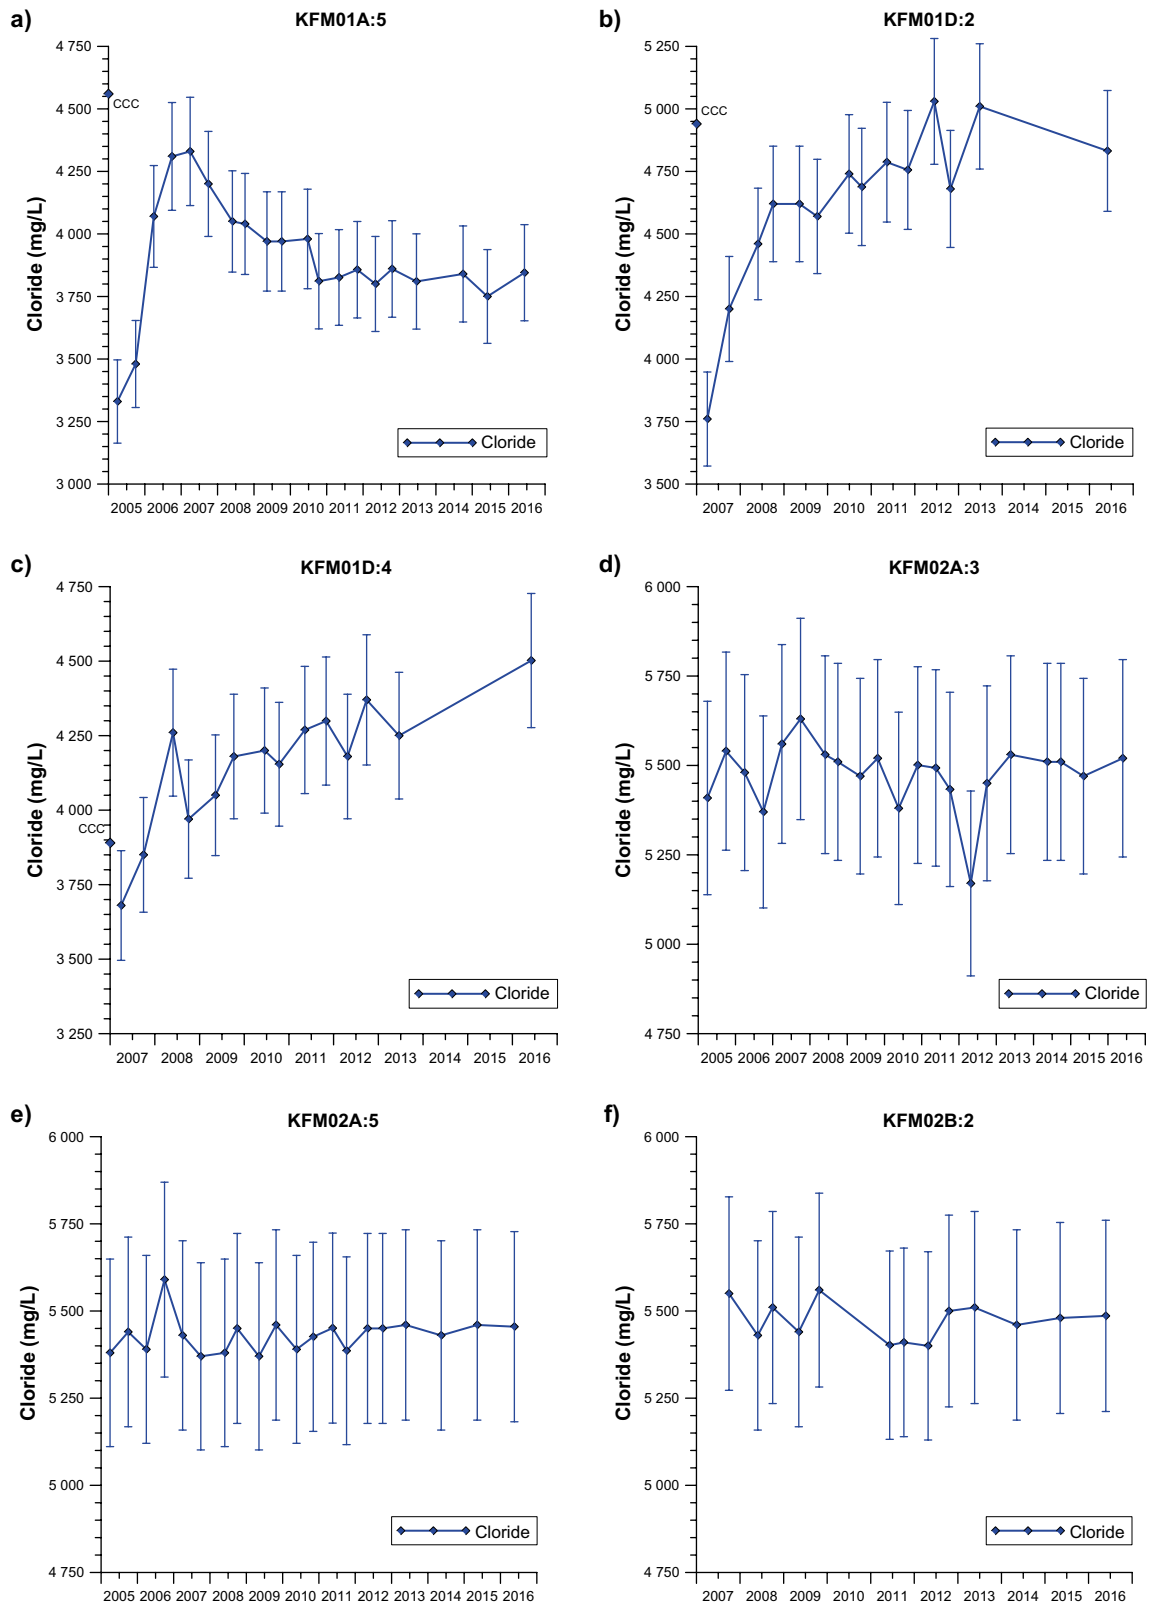 a)
KFM01A:5
4 750
4 500
4 250
4 000
3 750
3 500
3 250
3 000
Cloride (mg/L)
CCC
Cloride
2005 2006 2007 2008 2009 2010 2011 2012 2013 2014 2015 2016
b)
KFM01D:2
5 250
5 000
4 750
4 500
4 250
4 000
3 750
3 500
Cloride (mg/L)
CCC
Cloride
2007 2008 2009 2010 2011 2012 2013 2014 2015 2016
c)
KFM01D:4
4 750
4 500
4 250
4 000
3 750
3 500
3 250
Cloride (mg/L)
CCC
Cloride
2007 2008 2009 2010 2011 2012 2013 2014 2015 2016
d)
KFM02A:3
6 000
5 750
5 500
5 250
5 000
4 750
Cloride (mg/L)
Cloride
2005 2006 2007 2008 2009 2010 2011 2012 2013 2014 2015 2016
e)
KFM02A:5
6 000
5 750
5 500
5 250
5 000
4 750
Cloride (mg/L)
Cloride
2005 2006 2007 2008 2009 2010 2011 2012 2013 2014 2015 2016
f)
KFM02B:2
6 000
5 750
5 500
5 250
5 000
4 750
Cloride (mg/L)
Cloride
2007 2008 2009 2010 2011 2012 2013 2014 2015 2016